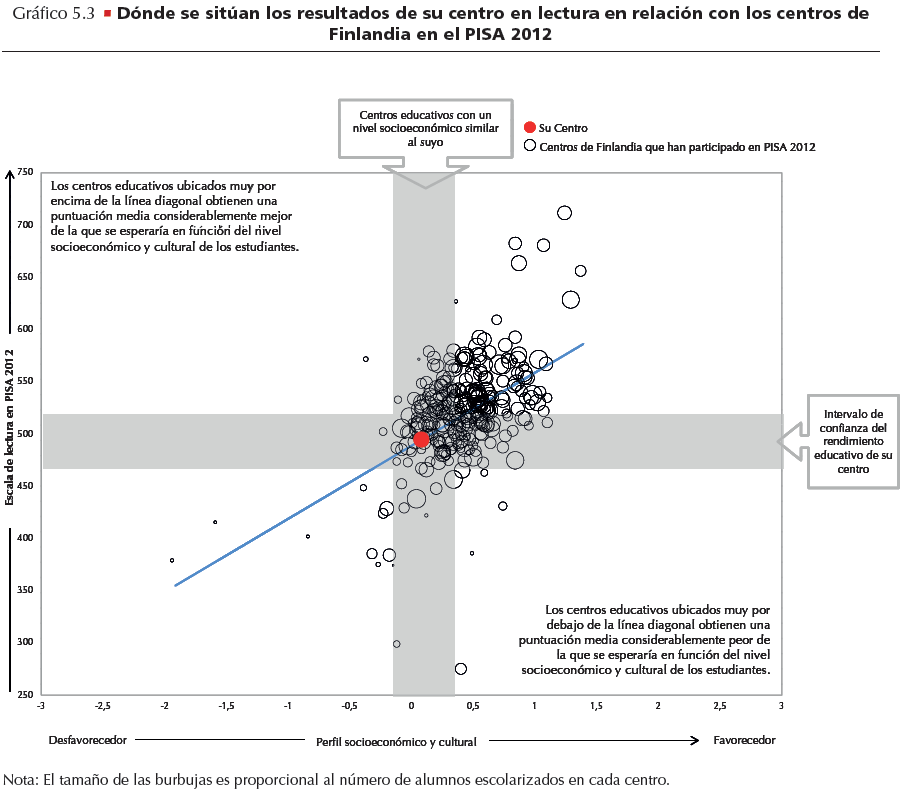 Gráfico 5.3 ▪ Dónde se sitúan los resultados de su centro en lectura en relación con los centros de
Finlandia en el PISA 2012
Centros educativos con un
nivel socioeconómico similar
al suyo
Su Centro
Centros de Finlandia que han participado en PISA 2012
Escala de lectura en PISA 2012
750
700
650
600
550
500
450
400
350
300
250
Los centros educativos ubicados muy por
encima de la línea diagonal obtienen una
puntuación media considerablemente mejor
de la que se esperaría en función del nivel
socioeconómico y cultural de los estudiantes.
Intervalo de
confianza del
rendimiento
educativo de su
centro
Los centros educativos ubicados muy por
debajo de la línea diagonal obtienen una
puntuación media considerablemente peor de
la que se esperaría en función del nivel
socioeconómico y cultural de los estudiantes.
-3 -2,5 -2 -1,5 -1 -0,5 0 0,5 1 1,5 2 2,5 3
Desfavorecedor Perfil socioeconómico y cultural Favorecedor
Nota: El tamaño de las burbujas es proporcional al número de alumnos escolarizados en cada centro.